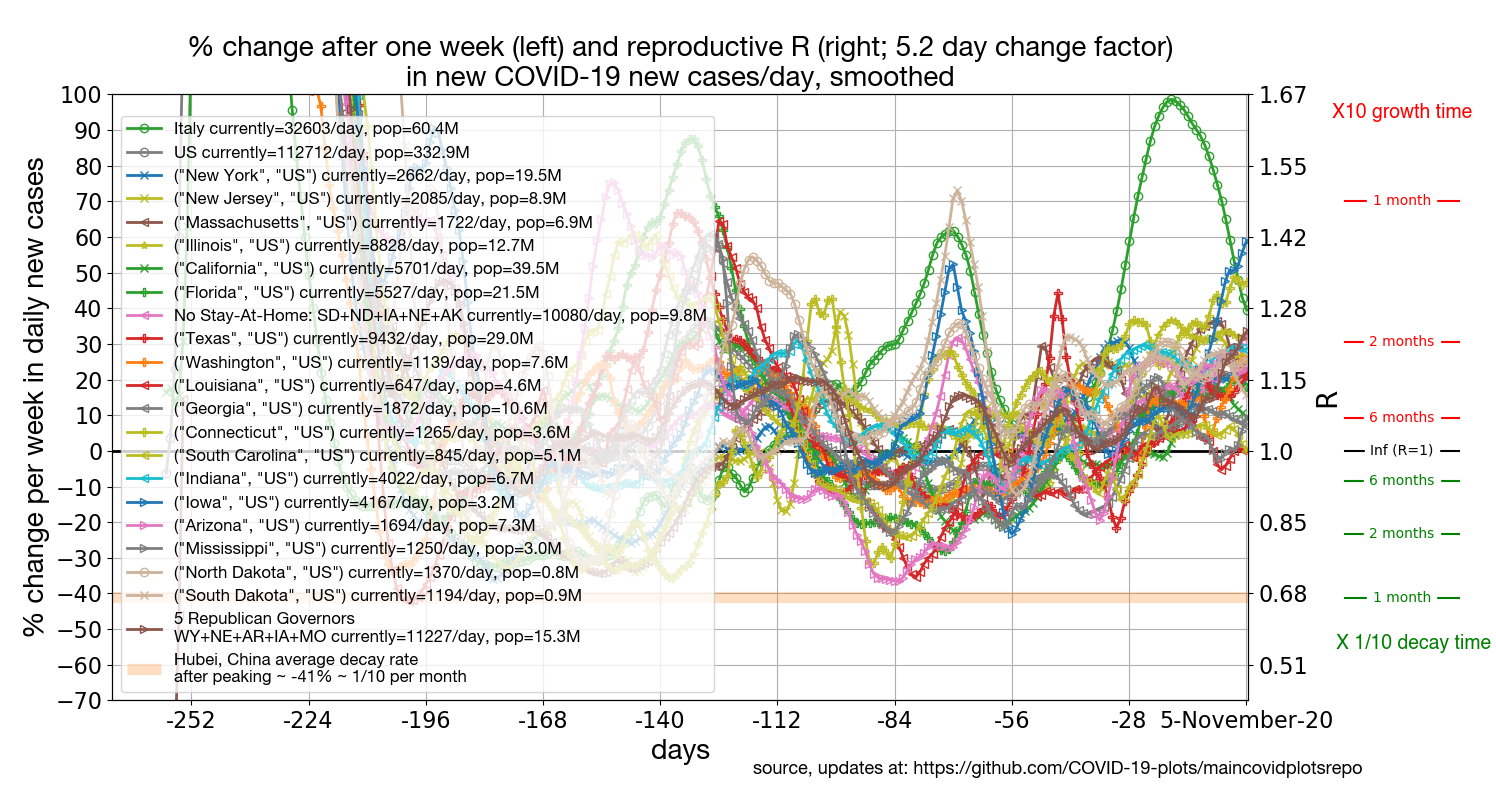 % change after one week (left) and reproductive R (right; 5.2 day change factor)
in new COVID-19 new cases/day, smoothed
% change per week in daily new cases
100
90
80
70
60
50
40
30
20
10
0
−10
−20
−30
−40
−50
−60
−70
Italy currently=32603/day, pop=60.4M
US currently=112712/day, pop=332.9M
("New York", "US") currently=2662/day, pop=19.5M
("New Jersey", "US") currently=2085/day, pop=8.9M
("Massachusetts", "US") currently=1722/day, pop=6.9M
("Illinois", "US") currently=8828/day, pop=12.7M
("California", "US") currently=5701/day, pop=39.5M
("Florida", "US") currently=5527/day, pop=21.5M
No Stay-At-Home: SD+ND+IA+NE+AK currently=10080/day, pop=9.8M
("Texas", "US") currently=9432/day, pop=29.0M
("Washington", "US") currently=1139/day, pop=7.6M
("Louisiana", "US") currently=647/day, pop=4.6M
("Georgia", "US") currently=1872/day, pop=10.6M
("Connecticut", "US") currently=1265/day, pop=3.6M
("South Carolina", "US") currently=845/day, pop=5.1M
("Indiana", "US") currently=4022/day, pop=6.7M
("Iowa", "US") currently=4167/day, pop=3.2M
("Arizona", "US") currently=1694/day, pop=7.3M
("Mississippi", "US") currently=1250/day, pop=3.0M
("North Dakota", "US") currently=1370/day, pop=0.8M
("South Dakota", "US") currently=1194/day, pop=0.9M
5 Republican Governors
WY+NE+AR+IA+MO currently=11227/day, pop=15.3M
Hubei, China average decay rate
after peaking ~ -41% ~ 1/10 per month
-252
-224
-196
-168
-140
-112
-84
-56
-28
5-November-20
days
1.67
1.55
1.42
1.28
1.15
1.0
0.85
0.68
0.51
R
X10 growth time
1 month
2 months
6 months
Inf (R=1)
6 months
2 months
1 month
X 1/10 decay time
source, updates at: https://github.com/COVID-19-plots/maincovidplotsrepo